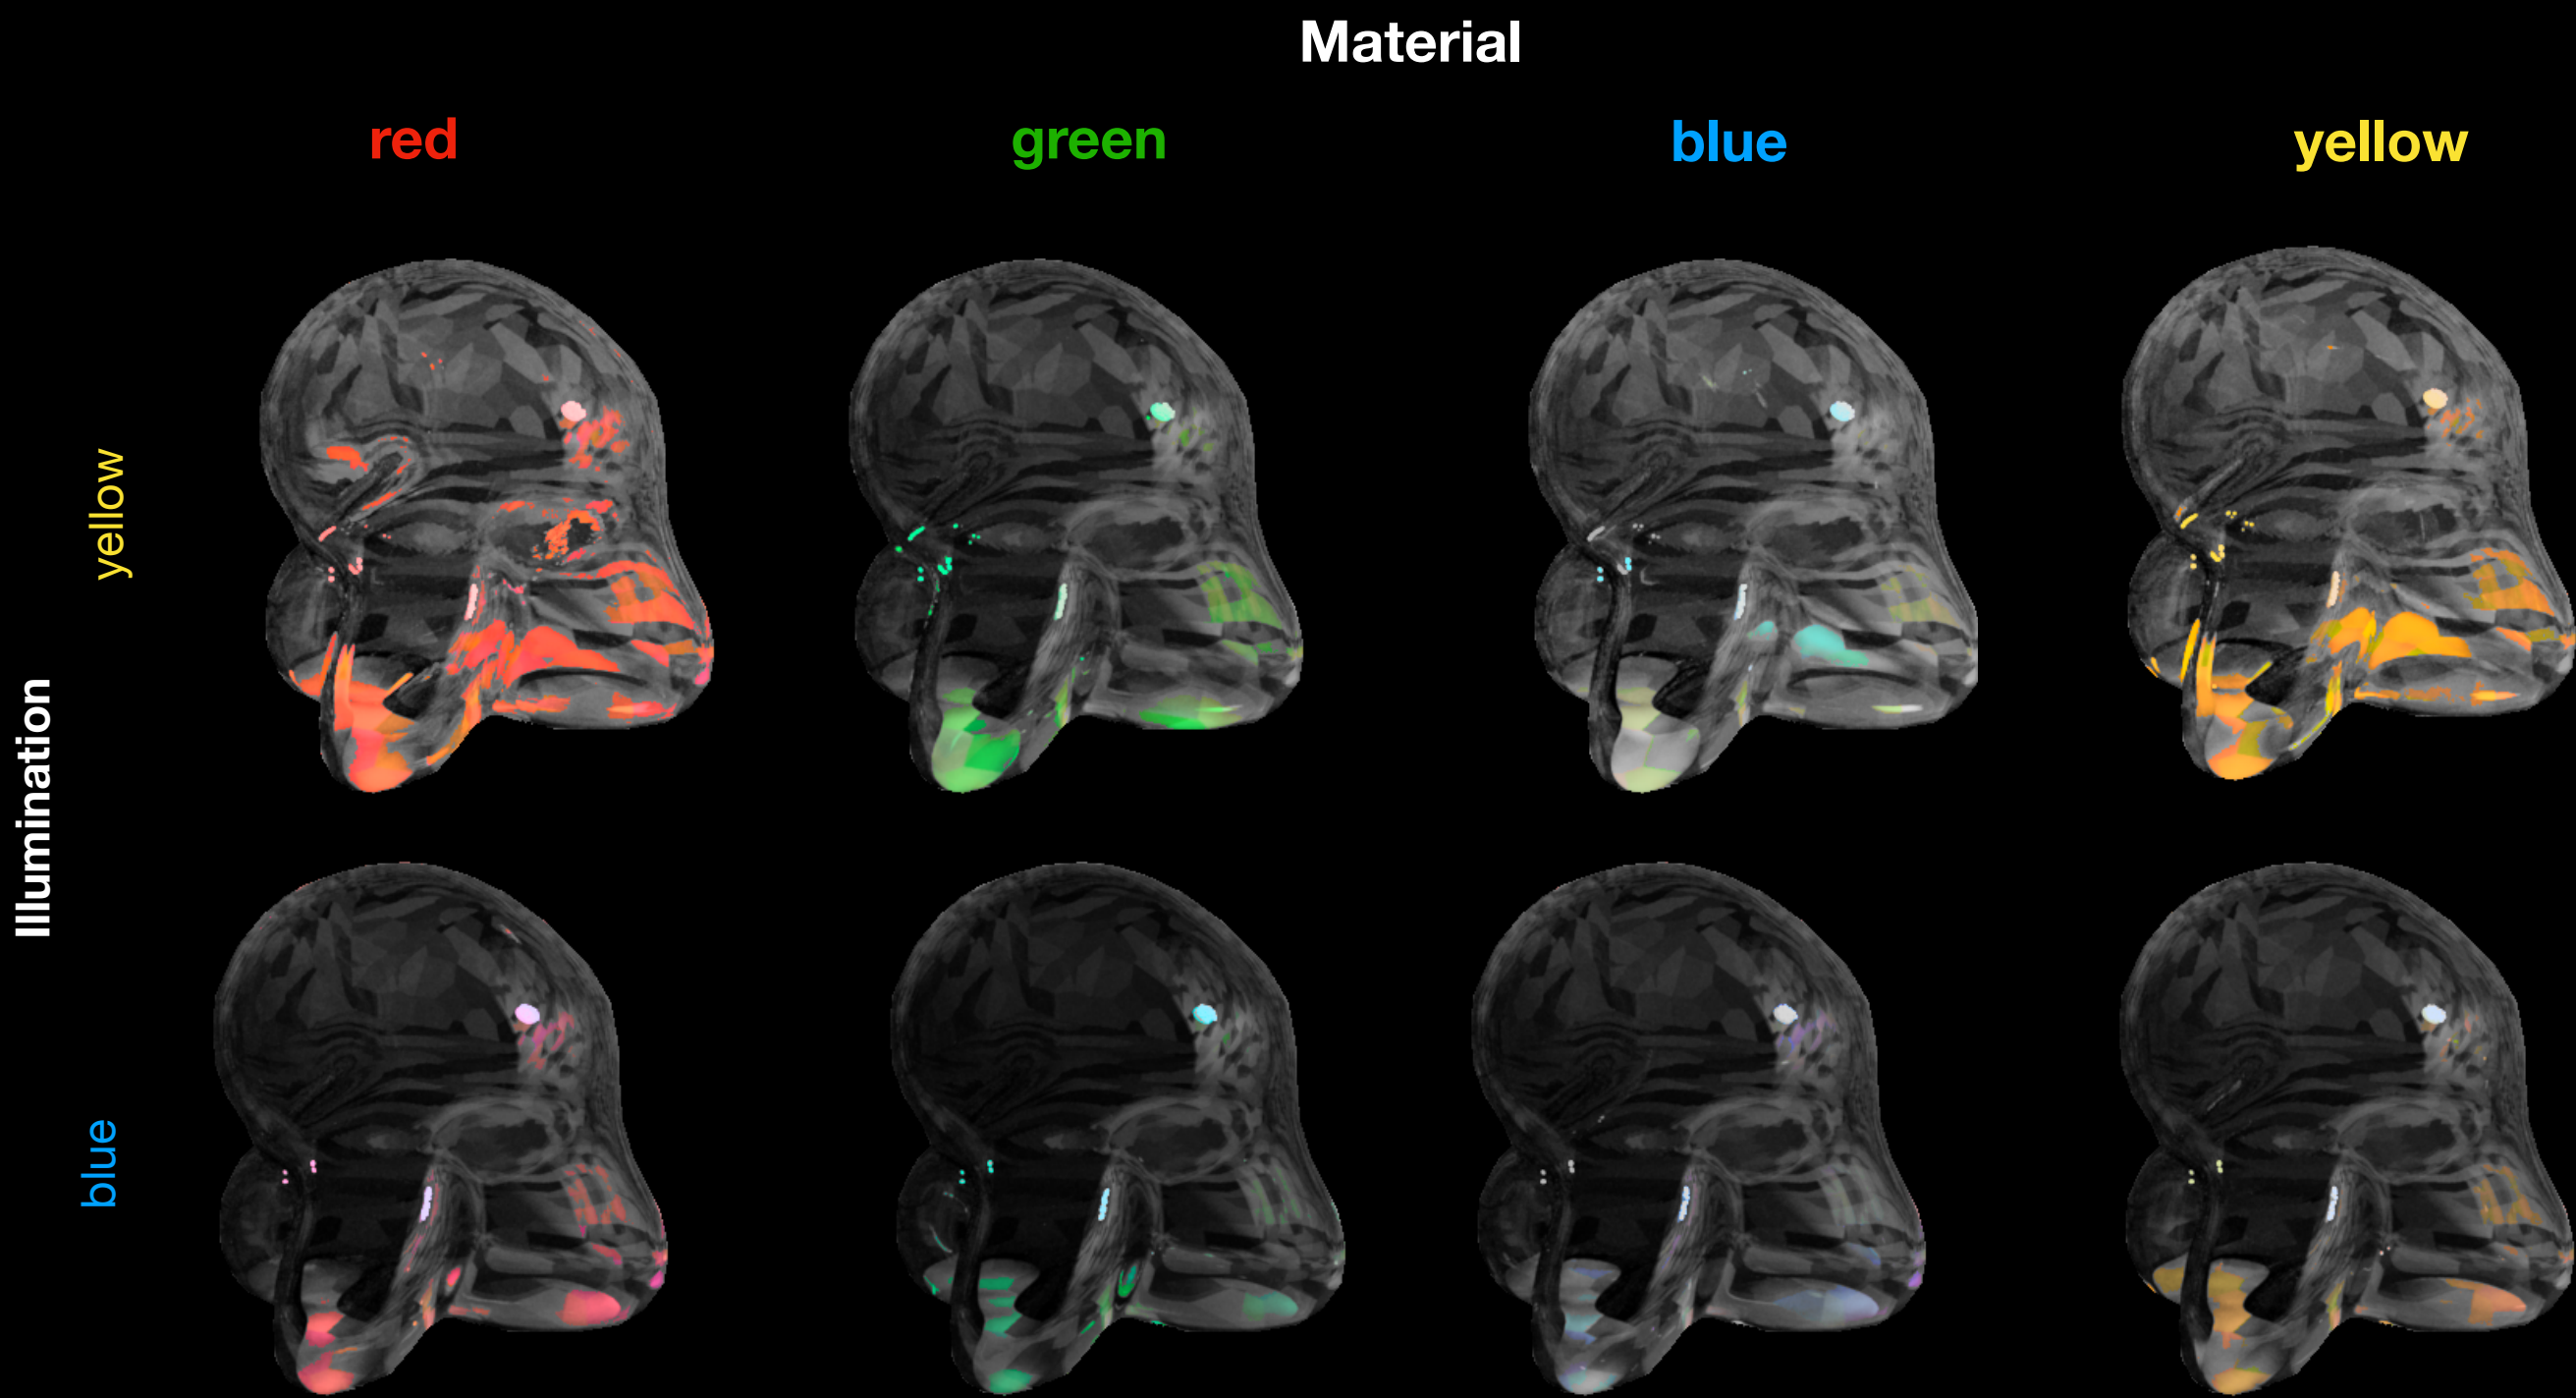 Material
red
green
blue
yellow
Illumination
yellow
blue